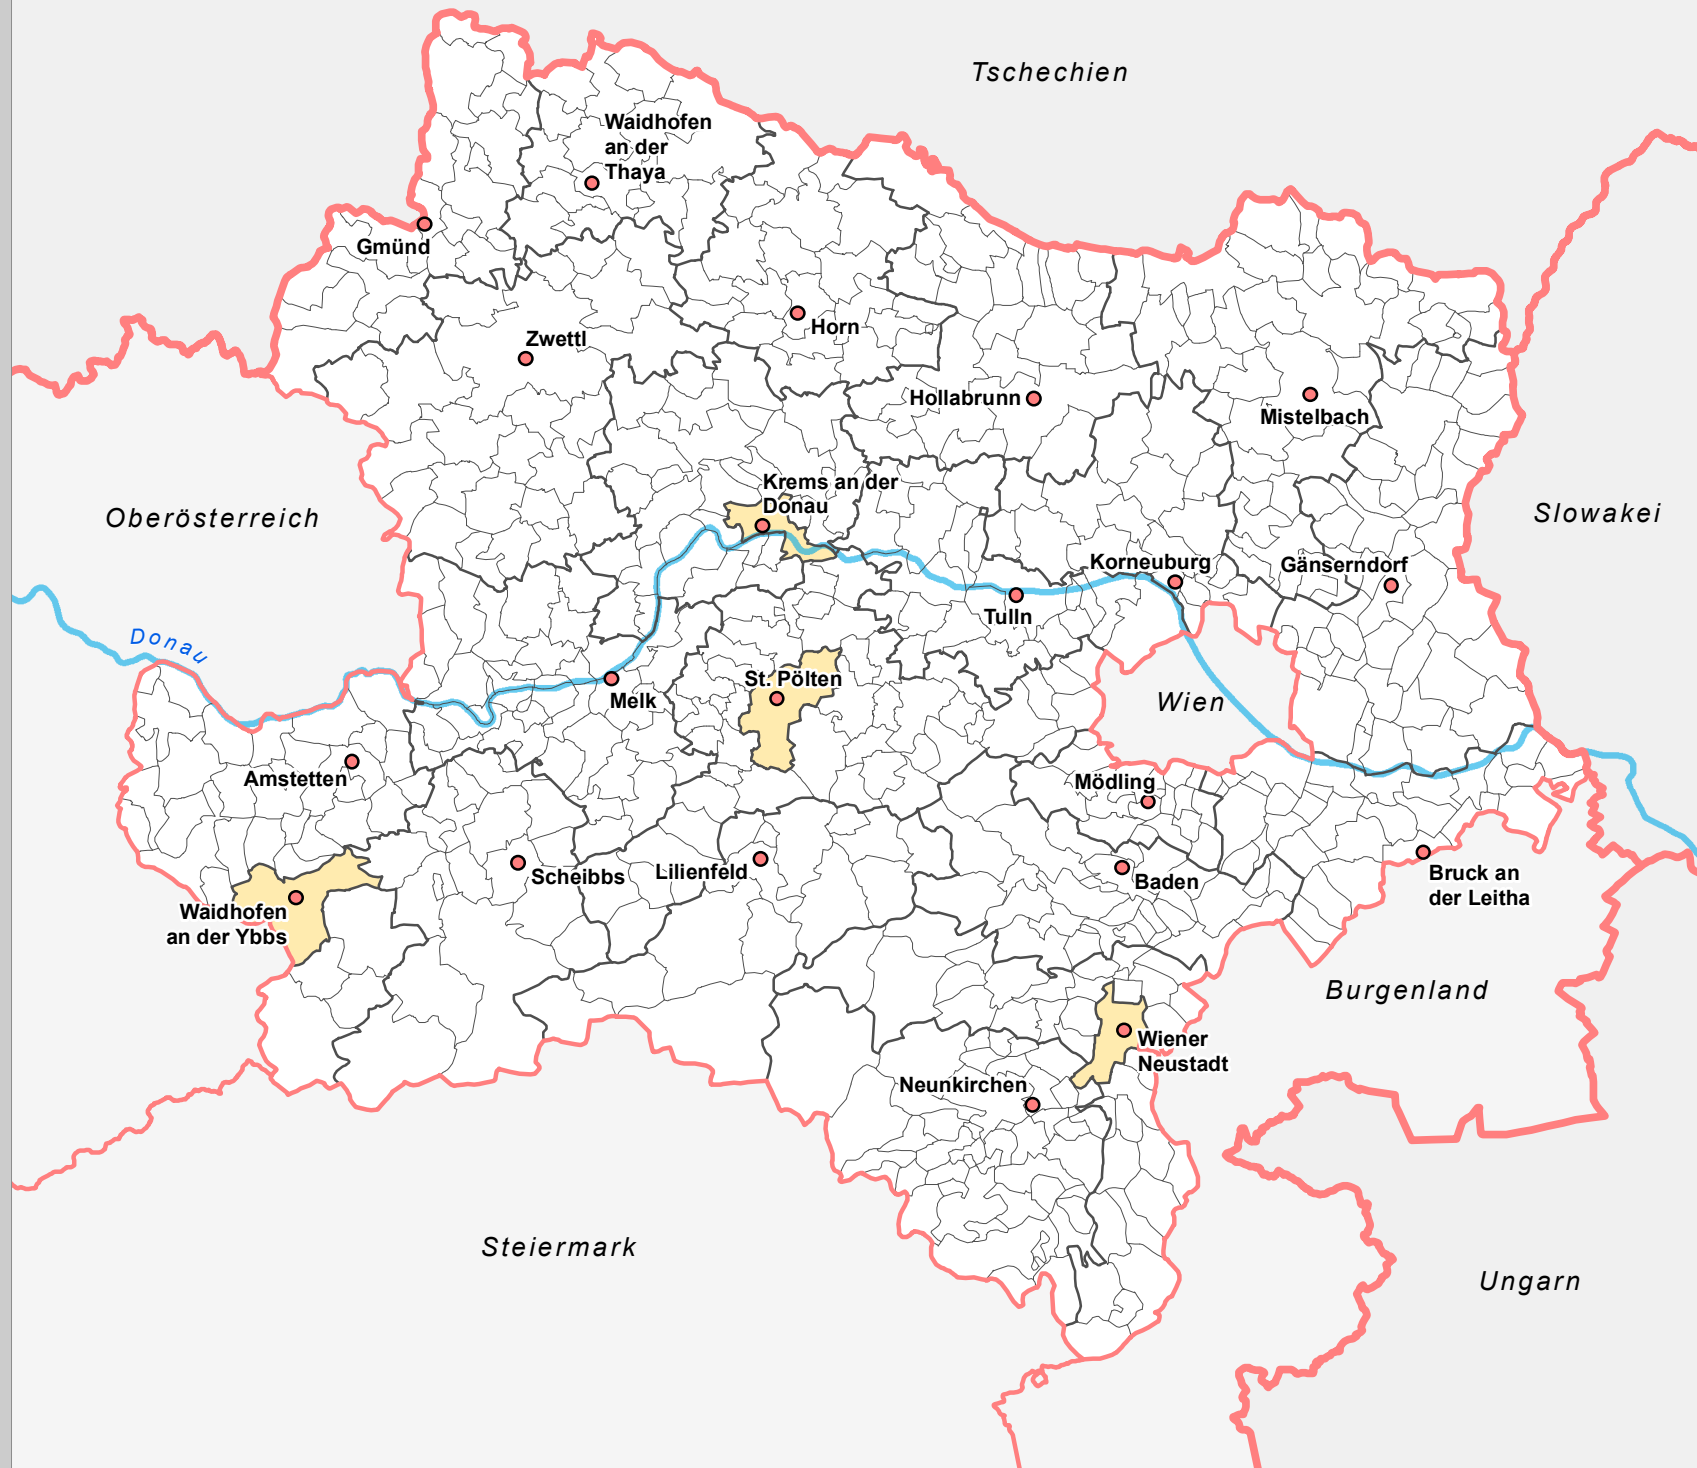 Tschechien
Waidhofen
an der
Thaya
Gmünd
Horn
Zwettl
Hollabrunn
Mistelbach
Krems an der
Donau
Oberösterreich
Slowakei
Korneuburg
Gänserndorf
Tulln
Donau
St. Pölten
Melk
Wien
Amstetten
Mödling
Scheibbs
Lilienfeld
Baden
Bruck an
der Leitha
Waidhofen
an der Ybbs
Burgenland
Wiener
Neustadt
Neunkirchen
Steiermark
Ungarn